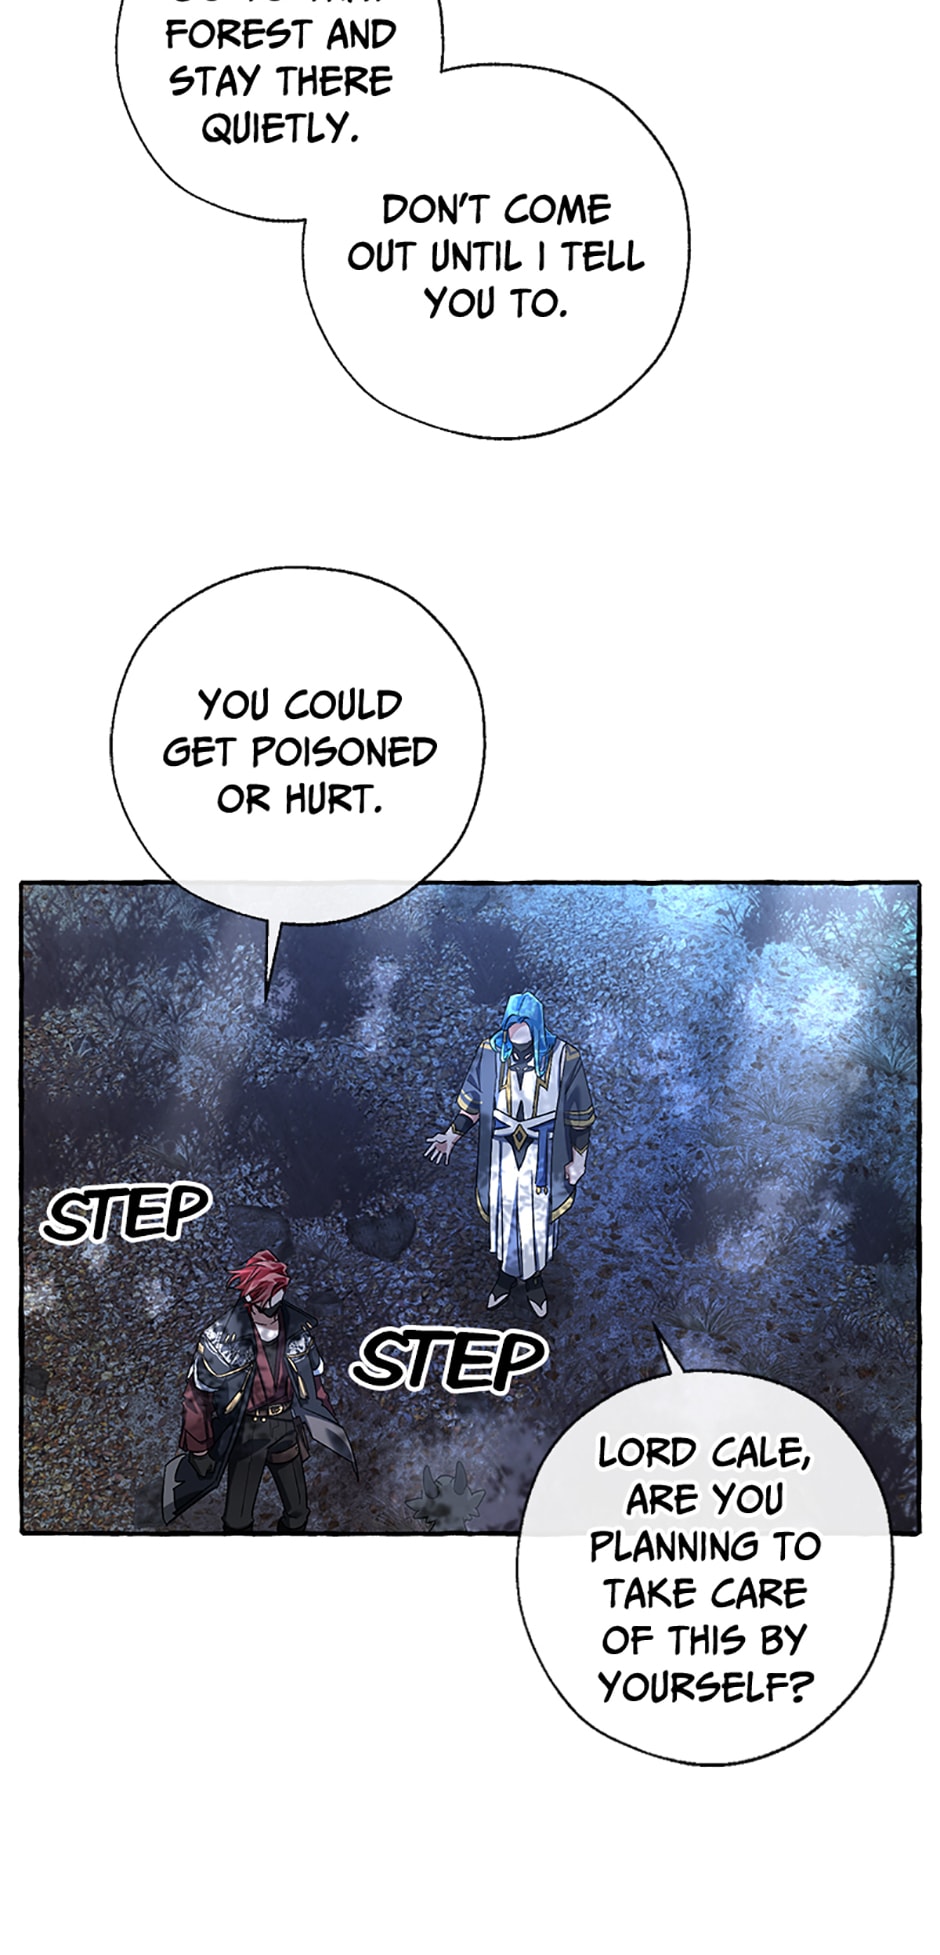 FOREST AND
STAY THERE
QUIETLY.
DON'T COME
OUT UNTIL I TELL
YOU TO.
YOU COULD
GET POISONED
OR HURT.
STEP
STEP
LORD CALE,
ARE YOU
PLANNING TO
TAKE CARE
OF THIS BY
YOURSELF?